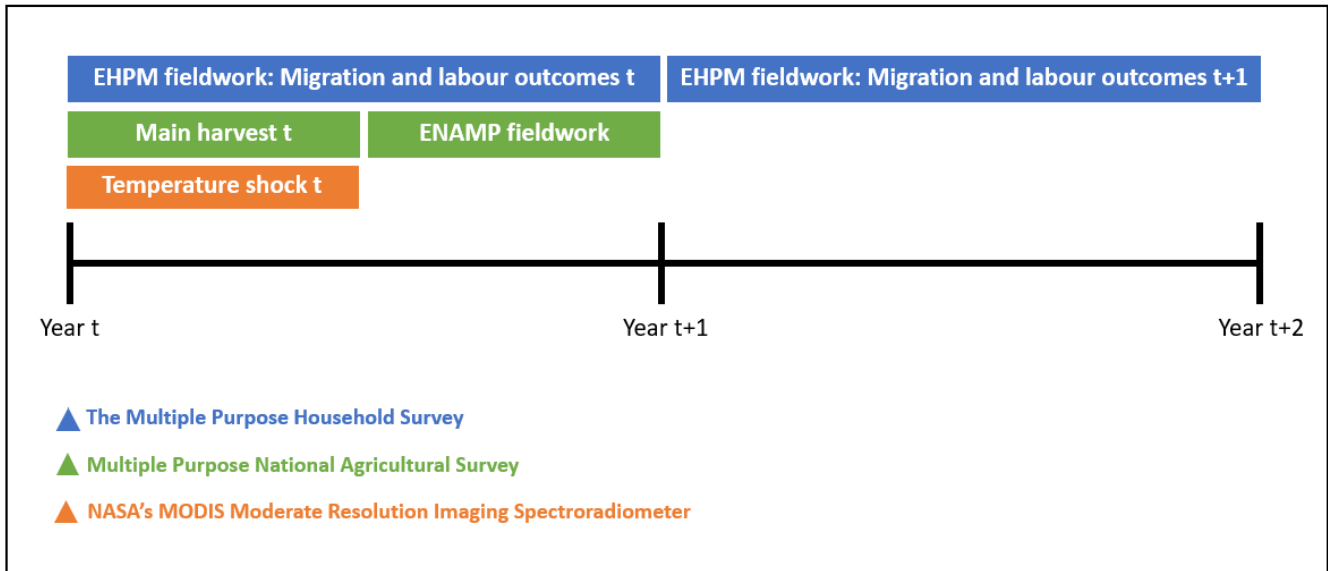 EHPM fieldwork: Migration and labour outcomes t
EHPM fieldwork: Migration and labour outcomes t+1
Main harvest t
ENAMP fieldwork
Temperature shock t
Year t
Year t+1
Year t+2
The Multiple Purpose Household Survey
Multiple Purpose National Agricultural Survey
NASA's MODIS Moderate Resolution Imaging Spectroradiometer